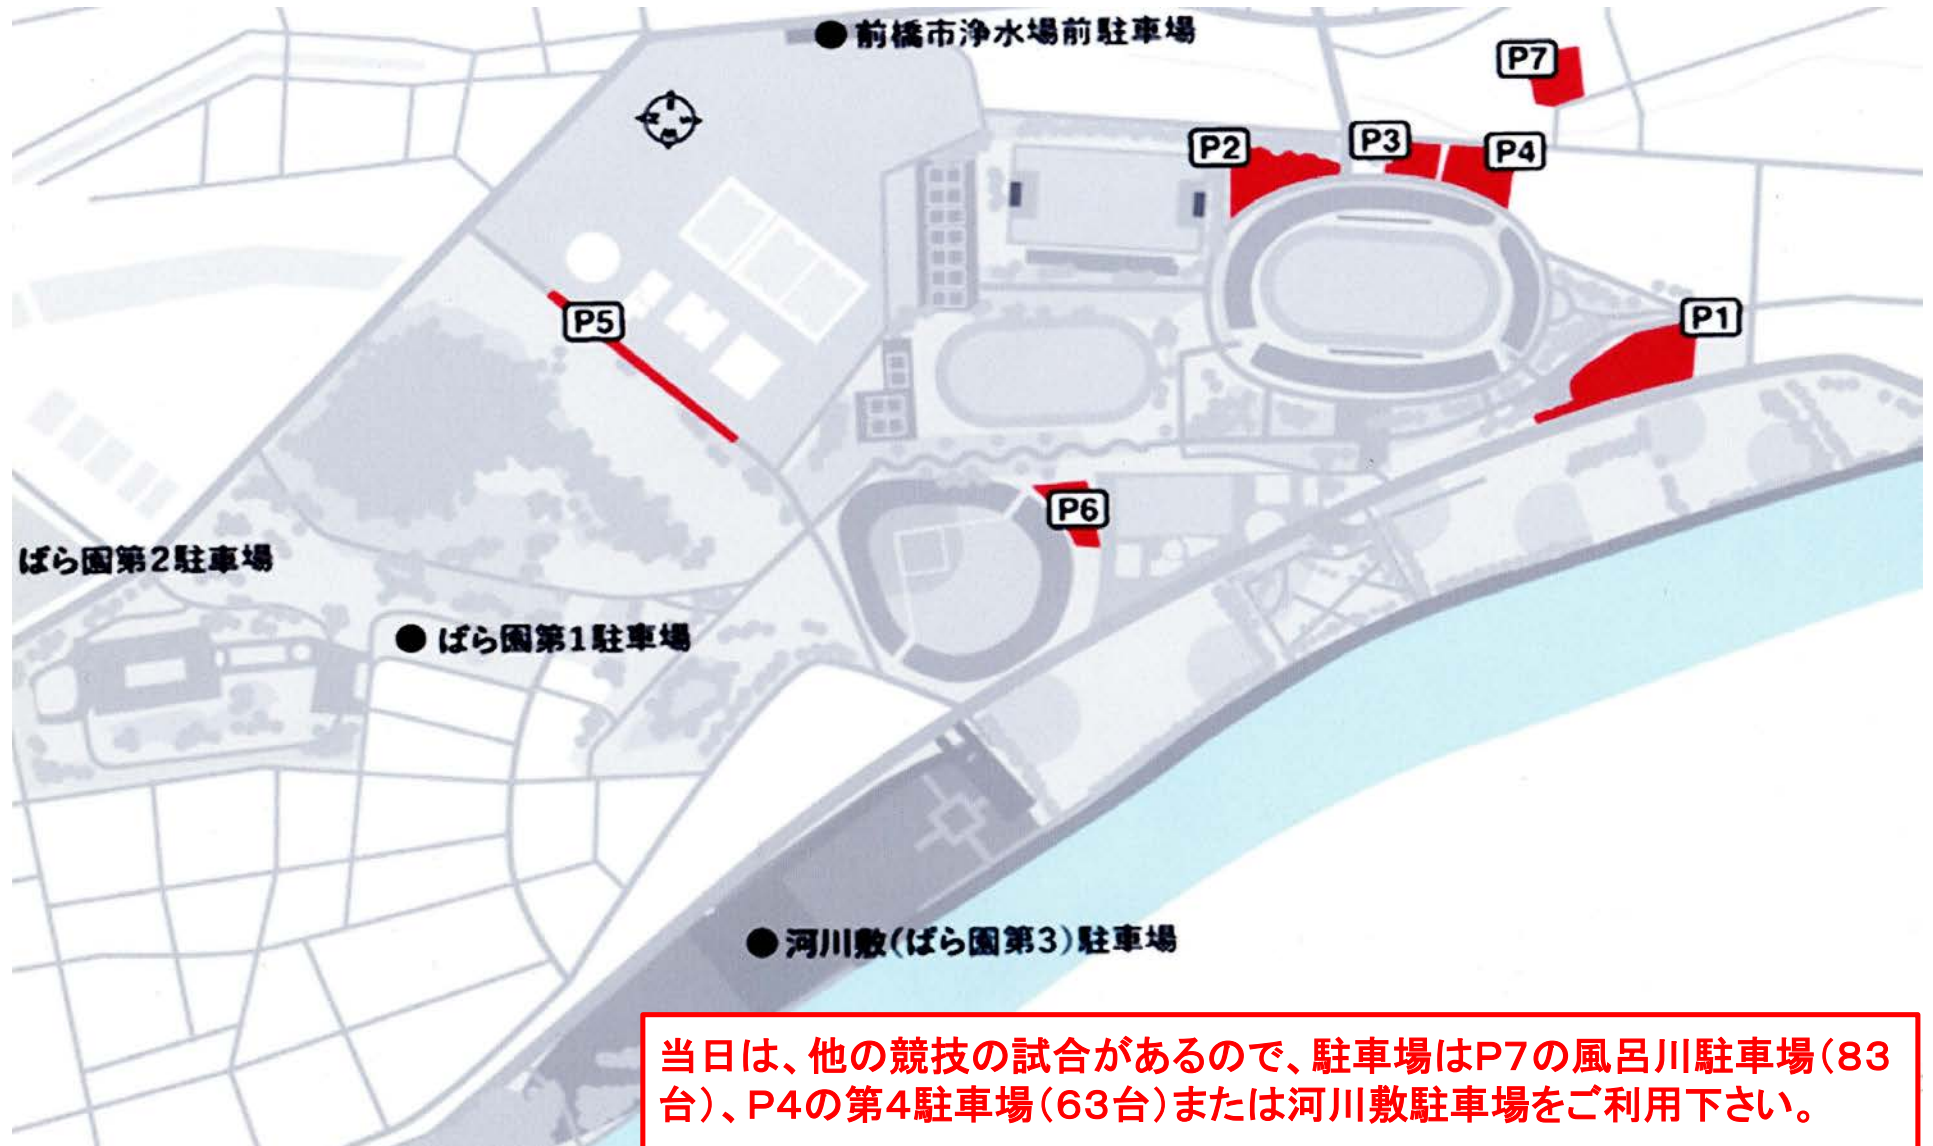 ● 前橋市浄水場前駐車場
P7
P2
P3
P4
P5
P1
P6
ばら園第2駐車場
● ばら園第1駐車場
● 河川敷(ばら園第3)駐車場
当日は、他の競技の試合があるので、駐車場はP7の風呂川駐車場(83
台)、P4の第4駐車場(63台)または河川敷駐車場をご利用下さい。